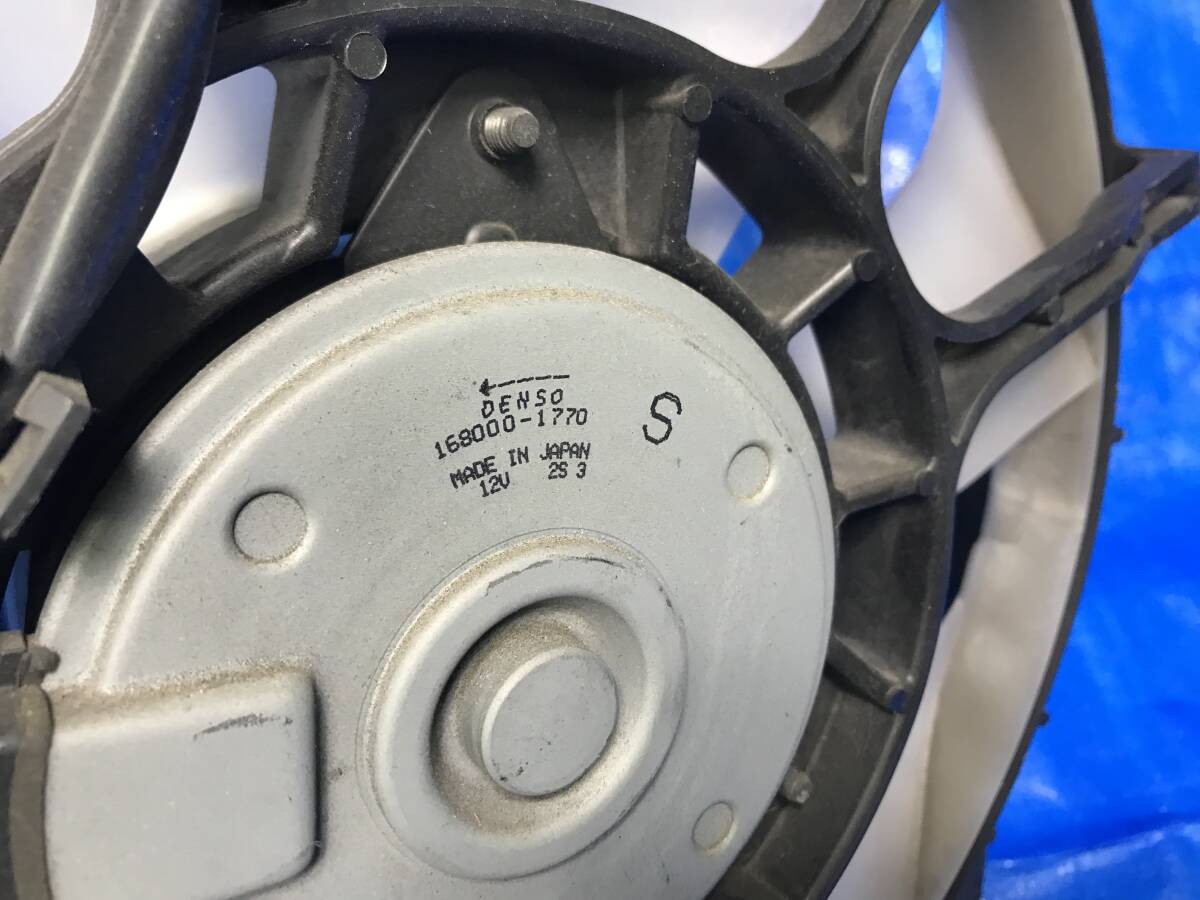 DENSO
168000-1770
MADE IN JAPAN
12V 2S 3
S